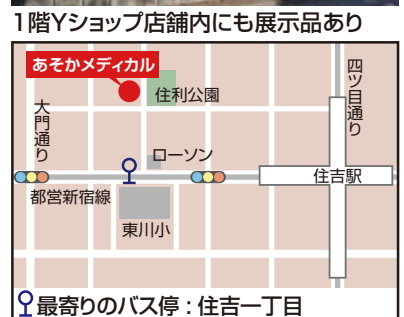 1階Yショップ店舗内にも展示品あり
あそかメディカル
住利公園
四ツ目通り
大門通り
ローソン
住吉駅
都営新宿線
東川小
最寄りのバス停：住吉一丁目